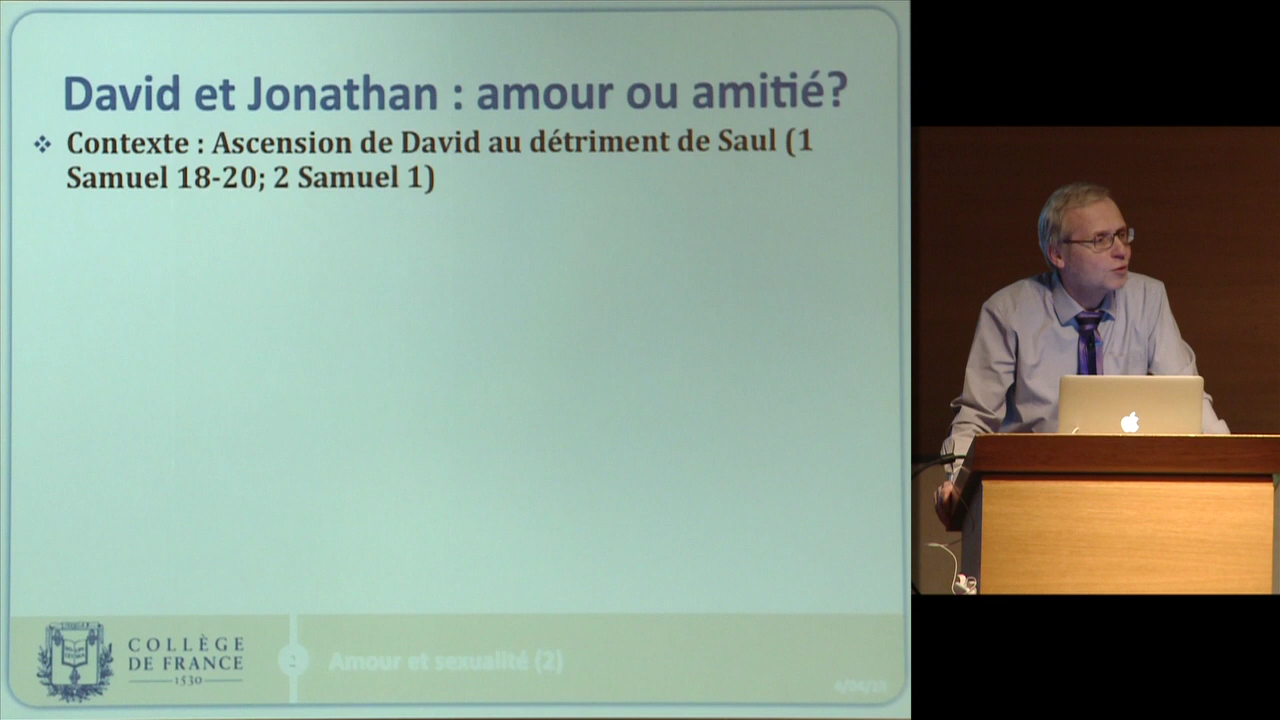 David et Jonathan : amour ou amitié?
❖ Contexte : Ascension de David au détriment de Saul (1
Samuel 18-20; 2 Samuel 1)
COLLÈGE
DE FRANCE
1530
2
Amour et sexualité (2)